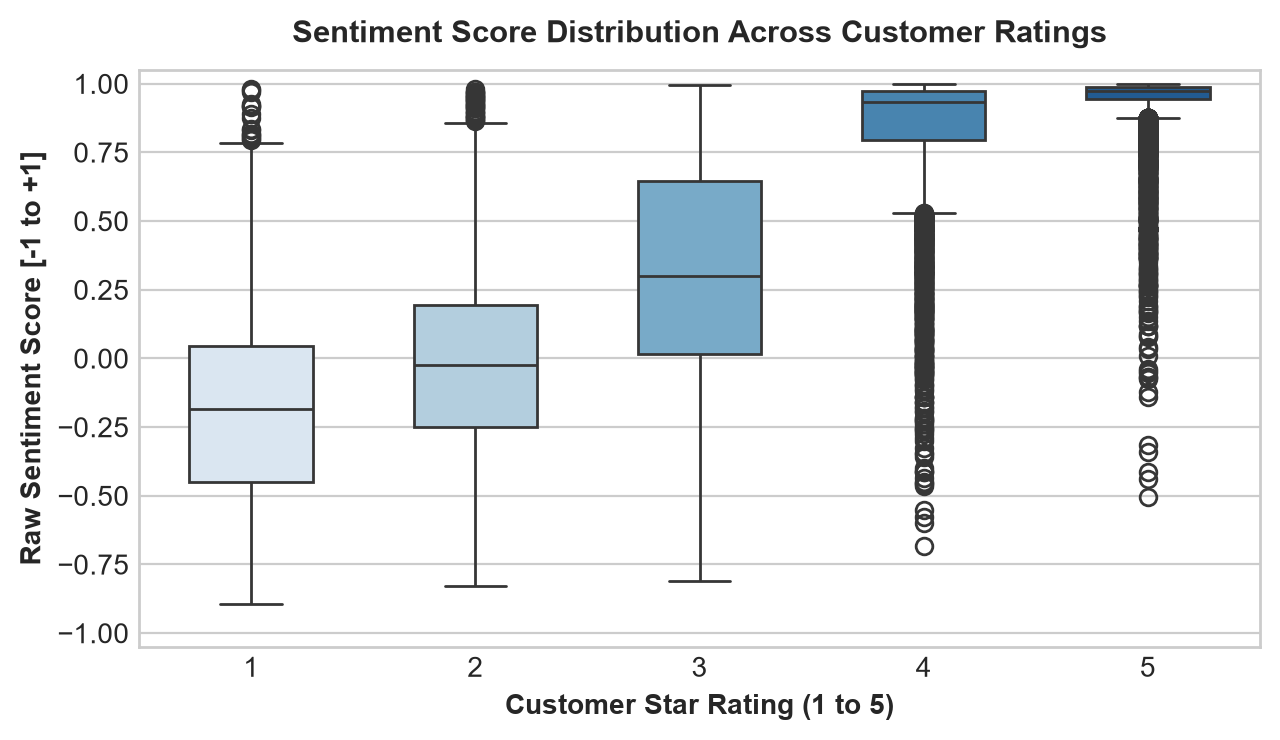 Sentiment Score Distribution Across Customer Ratings
Raw Sentiment Score [-1 to +1]
1.00
0.75
0.50
0.25
0.00
−0.25
−0.50
−0.75
−1.00
1 2 3 4 5
Customer Star Rating (1 to 5)